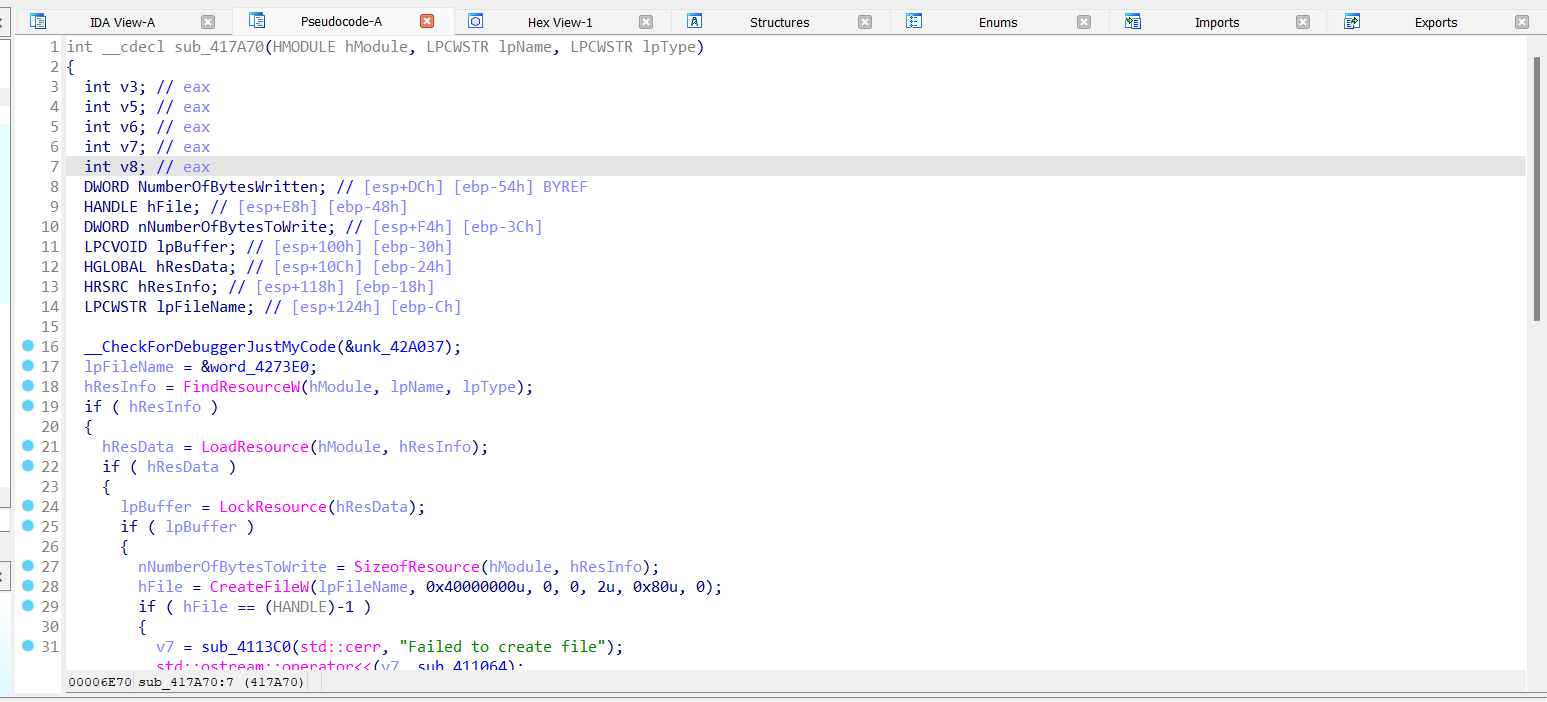 IDA View-A Pseudocode-A Hex View-1 Structures Enums Imports Exports
1 int __cdecl sub_417A70(HMODULE hModule, LPCWSTR lpName, LPCWSTR lpType)
2 {
3 int v3; // eax
4 int v5; // eax
5 int v6; // eax
6 int v7; // eax
7 int v8; // eax
8 DWORD NumberOfBytesWritten; // [esp+DCh] [ebp-54h] BYREF
9 HANDLE hFile; // [esp+E8h] [ebp-48h]
10 DWORD nNumberOfBytesToWrite; // [esp+F4h] [ebp-3Ch]
11 LPCVOID lpBuffer; // [esp+100h] [ebp-30h]
12 HGLOBAL hResData; // [esp+10Ch] [ebp-24h]
13 HRSRC hResInfo; // [esp+118h] [ebp-18h]
14 LPCWSTR lpFileName; // [esp+124h] [ebp-Ch]
15
16 __CheckForDebuggerJustMyCode(&unk_42A037);
17 lpFileName = &word_4273E0;
18 hResInfo = FindResourceW(hModule, lpName, lpType);
19 if ( hResInfo )
20 {
21 hResData = LoadResource(hModule, hResInfo);
22 if ( hResData )
23 {
24 lpBuffer = LockResource(hResData);
25 if ( lpBuffer )
26 {
27 nNumberOfBytesToWrite = SizeofResource(hModule, hResInfo);
28 hFile = CreateFileW(lpFileName, 0x40000000u, 0, 0, 2u, 0x80u, 0);
29 if ( hFile == (HANDLE)-1 )
30 {
31 v7 = sub_4113C0(std::cerr, "Failed to create file");
std::ostream::operator<<(v7, sub_411064);
00006E70 sub_417A70:7 (417A70)